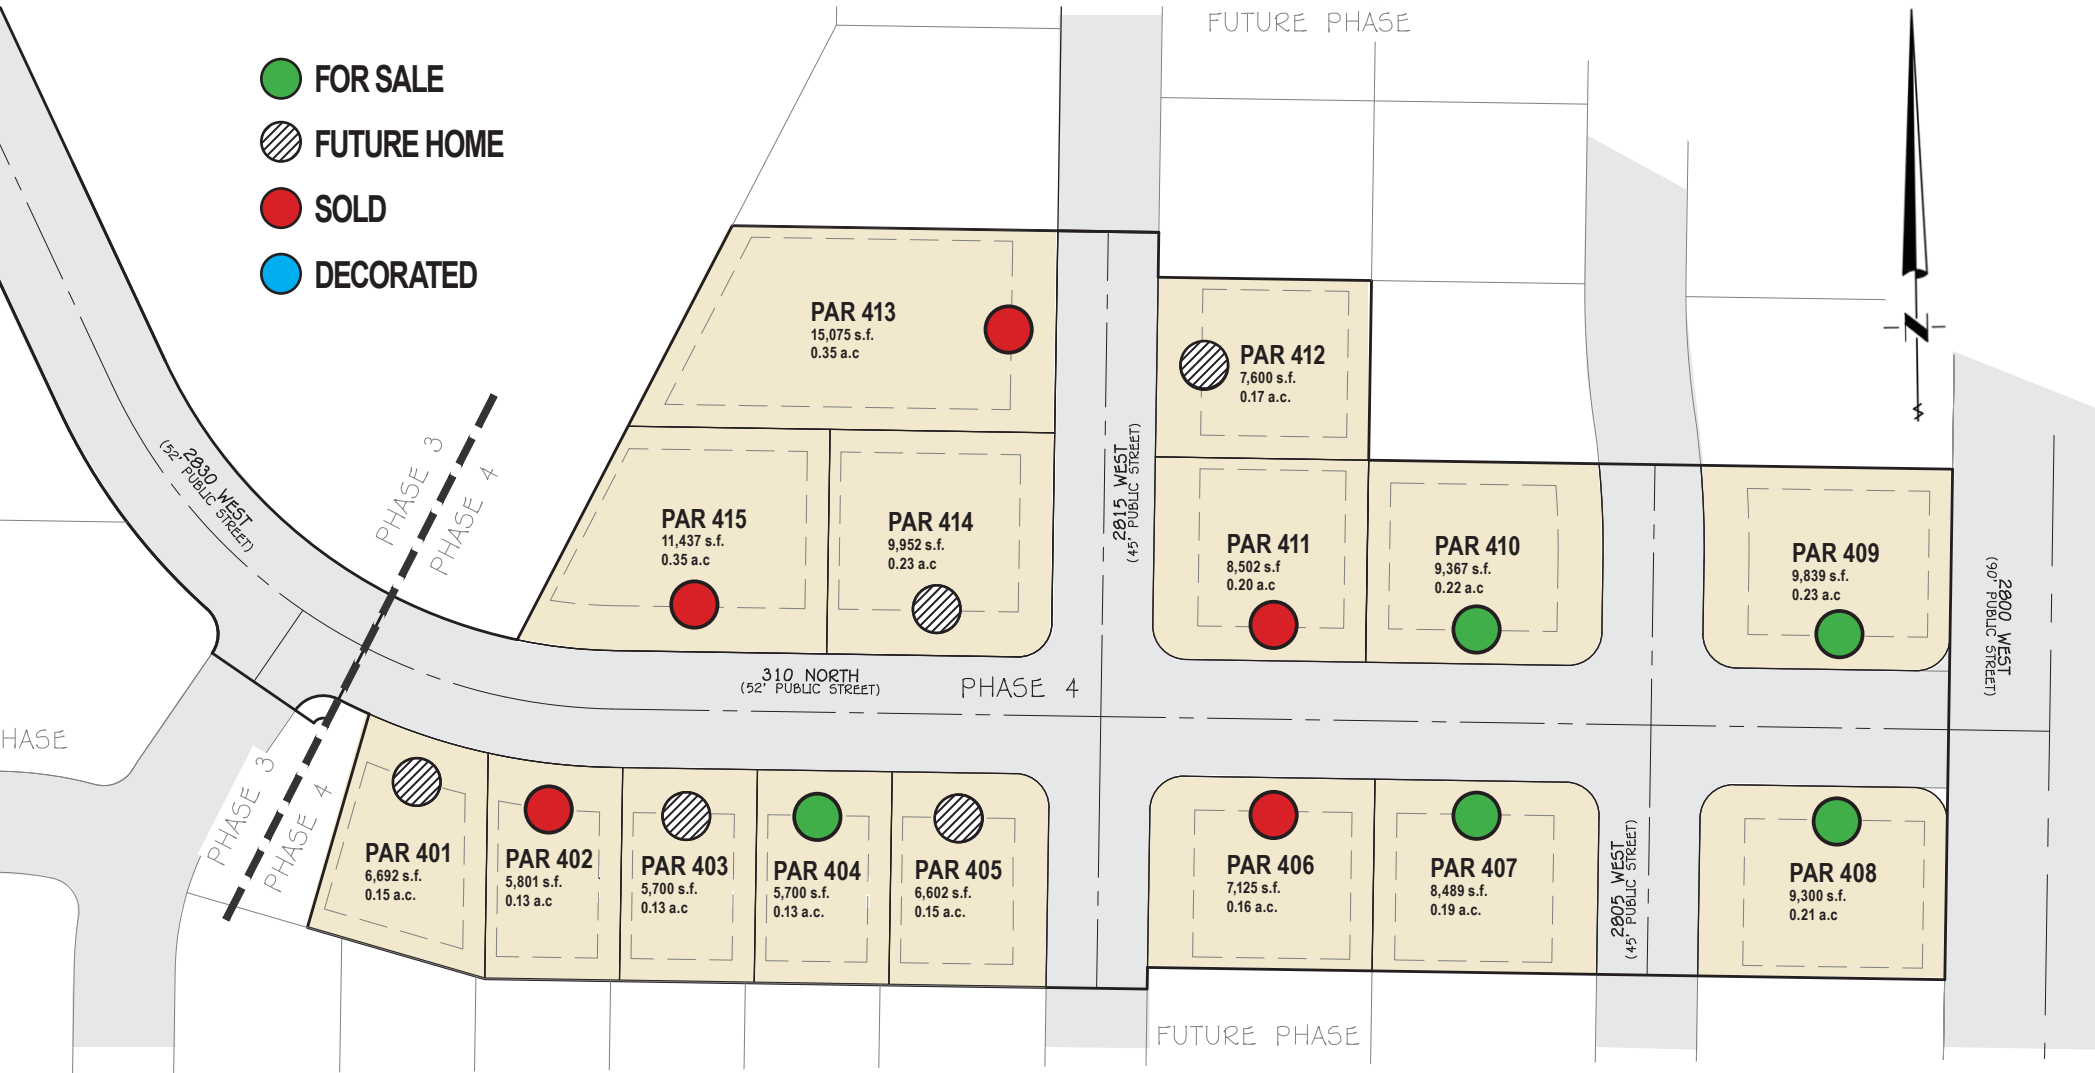 FUTURE PHASE
FOR SALE
FUTURE HOME
SOLD
DECORATED
N
PAR 413
15,075 s.f.
0.35 a.c
PAR 412
7,600 s.f.
0.17 a.c.
2830 WEST
(52' PUBLIC STREET)
PHASE 3
PHASE 4
PAR 415
11,437 s.f.
0.35 a.c
PAR 414
9,952 s.f.
0.23 a.c
2815 WEST
(45' PUBLIC STREET)
PAR 411
8,502 s.f
0.20 a.c
PAR 410
9,367 s.f.
0.22 a.c
PAR 409
9,839 s.f.
0.23 a.c
2800 WEST
(90' PUBLIC STREET)
310 NORTH
(52' PUBLIC STREET)
PHASE 4
HASE
PHASE 3
PHASE 4
PAR 401
6,692 s.f.
0.15 a.c.
PAR 402
5,801 s.f.
0.13 a.c
PAR 403
5,700 s.f.
0.13 a.c
PAR 404
5,700 s.f.
0.13 a.c.
PAR 405
6,602 s.f.
0.15 a.c.
PAR 406
7,125 s.f.
0.16 a.c.
PAR 407
8,489 s.f.
0.19 a.c.
2805 WEST
(45' PUBLIC STREET)
PAR 408
9,300 s.f.
0.21 a.c
FUTURE PHASE